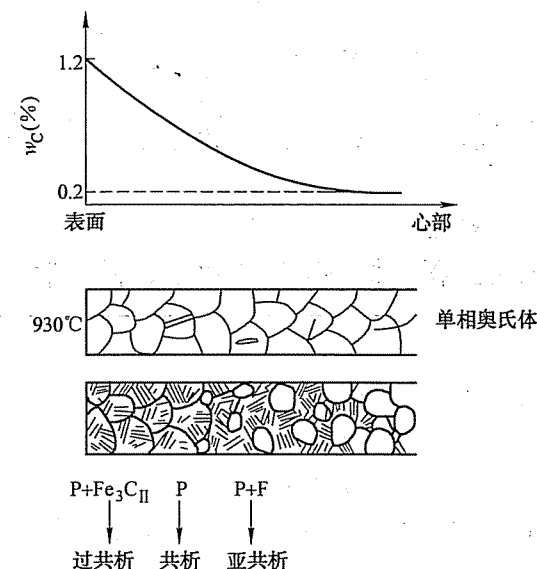 1.2
w_C(%)
0.2
表面 心部
930℃ 单相奥氏体
P+Fe₃C_Ⅱ P P+F
过共析 共析 亚共析